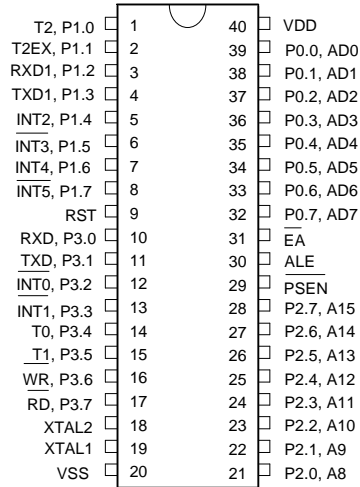 T2, P1.0 1 40 VDD
T2EX, P1.1 2 39 P0.0, AD0
RXD1, P1.2 3 38 P0.1, AD1
TXD1, P1.3 4 37 P0.2, AD2
INT2, P1.4 5 36 P0.3, AD3
INT3, P1.5 6 35 P0.4, AD4
INT4, P1.6 7 34 P0.5, AD5
INT5, P1.7 8 33 P0.6, AD6
RST 9 32 P0.7, AD7
RXD, P3.0 10 31 EA
TXD, P3.1 11 30 ALE
INT0, P3.2 12 29 PSEN
INT1, P3.3 13 28 P2.7, A15
T0, P3.4 14 27 P2.6, A14
T1, P3.5 15 26 P2.5, A13
WR, P3.6 16 25 P2.4, A12
RD, P3.7 17 24 P2.3, A11
XTAL2 18 23 P2.2, A10
XTAL1 19 22 P2.1, A9
VSS 20 21 P2.0, A8